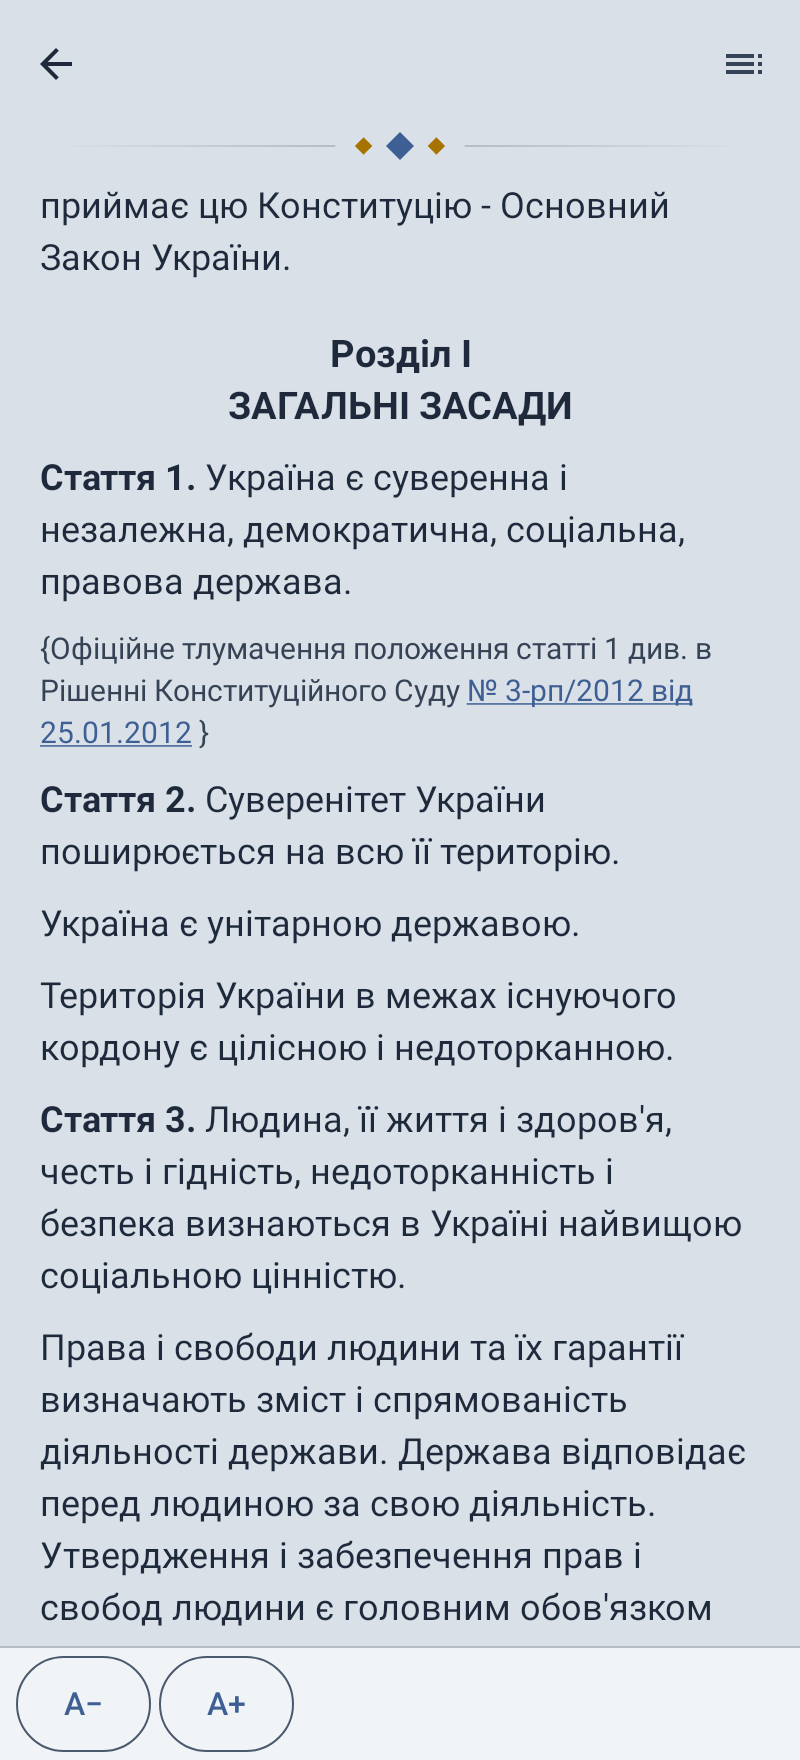 приймає цю Конституцію - Основний
Закон України.
Розділ I
ЗАГАЛЬНІ ЗАСАДИ
Стаття 1. Україна є суверенна і
незалежна, демократична, соціальна,
правова держава.
{Офіційне тлумачення положення статті 1 див. в
Рішенні Конституційного Суду № 3-рп/2012 від
25.01.2012 }
Стаття 2. Суверенітет України
поширюється на всю її територію.
Україна є унітарною державою.
Територія України в межах існуючого
кордону є цілісною і недоторканною.
Стаття 3. Людина, її життя і здоров'я,
честь і гідність, недоторканність і
безпека визнаються в Україні найвищою
соціальною цінністю.
Права і свободи людини та їх гарантії
визначають зміст і спрямованість
діяльності держави. Держава відповідає
перед людиною за свою діяльність.
Утвердження і забезпечення прав і
свобод людини є головним обов'язком
A− A+